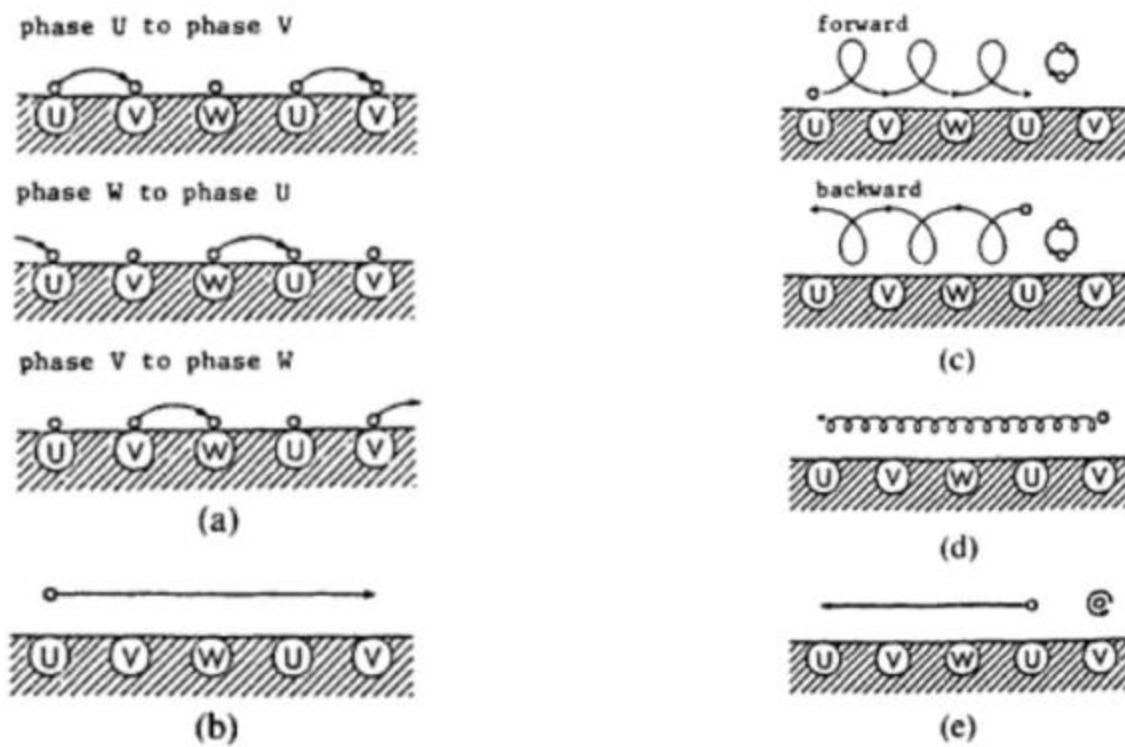 phase U to phase V
U V W U V
phase W to phase U
U V W U V
phase V to phase W
U V W U V
(a)
U V W U V
(b)
forward
U V W U V
backward
U V W U V
(c)
U V W U V
(d)
U V W U V
(e)